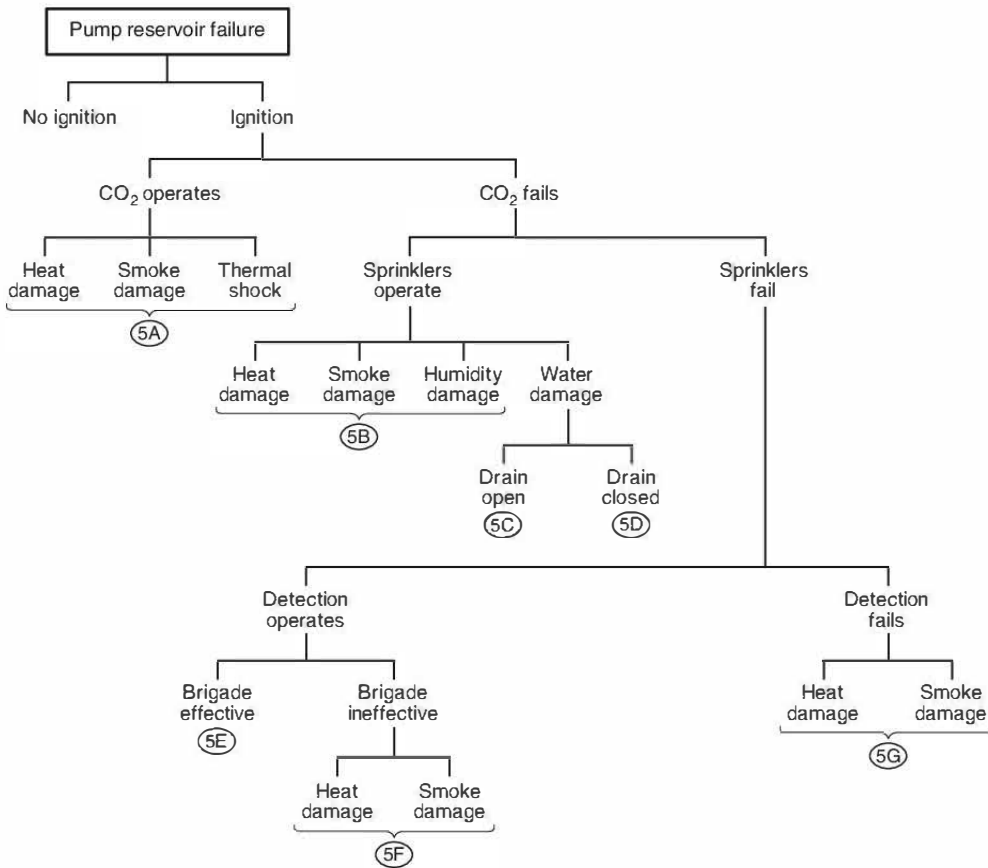 Pump reservoir failure
No ignition
Ignition
CO₂ operates
CO₂ fails
Heat
damage
Smoke
damage
Thermal
shock
5A
Sprinklers
operate
Sprinklers
fail
Heat
damage
Smoke
damage
Humidity
damage
Water
damage
5B
Drain
open
5C
Drain
closed
5D
Detection
operates
Detection
fails
Brigade
effective
5E
Brigade
ineffective
Heat
damage
Smoke
damage
5G
Heat
damage
Smoke
damage
5F